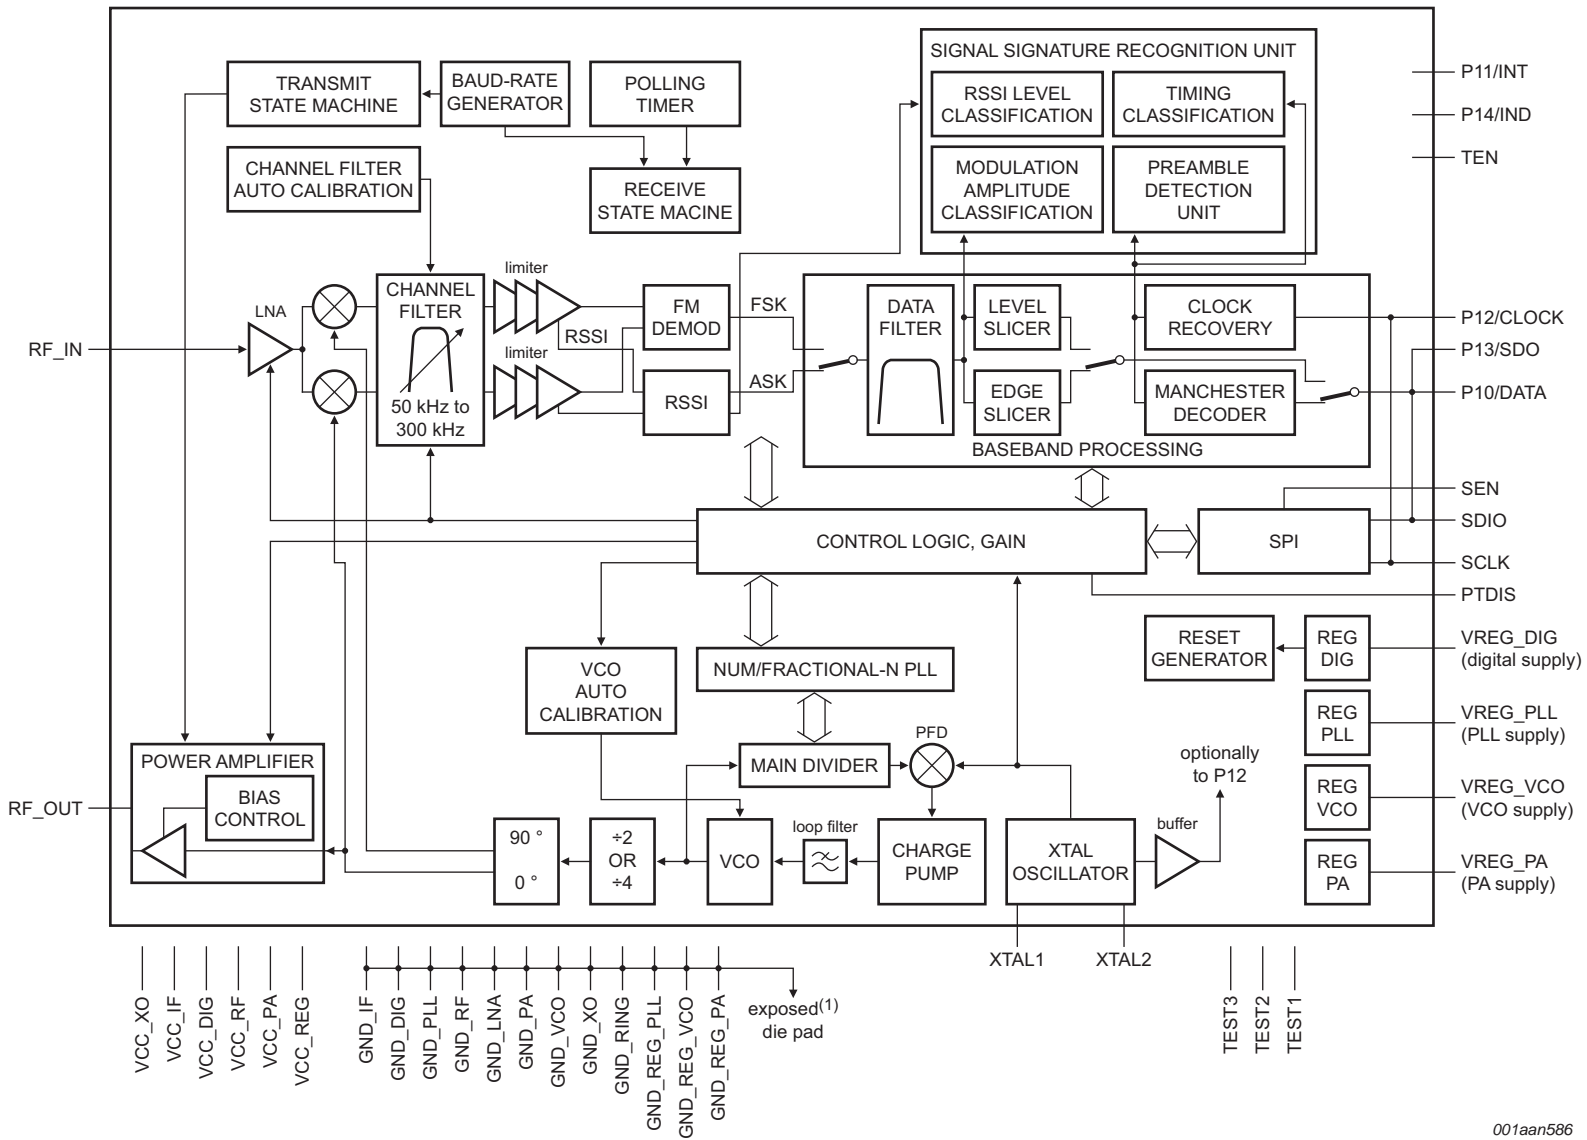 SIGNAL SIGNATURE RECOGNITION UNIT
TRANSMIT
STATE MACHINE
BAUD-RATE
GENERATOR
POLLING
TIMER
RSSI LEVEL
CLASSIFICATION
TIMING
CLASSIFICATION
P11/INT
P14/IND
TEN
CHANNEL FILTER
AUTO CALIBRATION
RECEIVE
STATE MACINE
MODULATION
AMPLITUDE
CLASSIFICATION
PREAMBLE
DETECTION
UNIT
RF_IN
LNA
CHANNEL
FILTER
50 kHz to
300 kHz
limiter
RSSI
limiter
FM
DEMOD
RSSI
FSK
ASK
DATA
FILTER
LEVEL
SLICER
EDGE
SLICER
CLOCK
RECOVERY
MANCHESTER
DECODER
BASEBAND PROCESSING
P12/CLOCK
P13/SDO
P10/DATA
SEN
SDIO
SCLK
PTDIS
CONTROL LOGIC, GAIN
SPI
VCO
AUTO
CALIBRATION
NUM/FRACTIONAL-N PLL
RESET
GENERATOR
REG
DIG
VREG_DIG
(digital supply)
REG
PLL
VREG_PLL
(PLL supply)
REG
VCO
VREG_VCO
(VCO supply)
REG
PA
VREG_PA
(PA supply)
PFD
MAIN DIVIDER
optionally
to P12
RF_OUT
POWER AMPLIFIER
BIAS
CONTROL
90 °
0 °
÷2
OR
÷4
VCO
loop filter
CHARGE
PUMP
XTAL
OSCILLATOR
buffer
XTAL1
XTAL2
VCC_XO
VCC_IF
VCC_DIG
VCC_RF
VCC_PA
VCC_REG
GND_IF
GND_DIG
GND_PLL
GND_RF
GND_LNA
GND_PA
GND_VCO
GND_XO
GND_RING
GND_REG_PLL
GND_REG_VCO
GND_REG_PA
exposed(1)
die pad
TEST3
TEST2
TEST1
001aan586